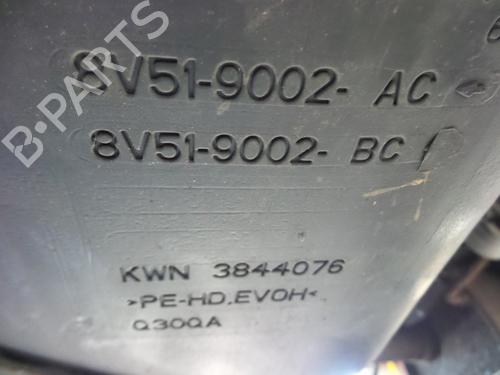 8V51-9002- AC
8V51-9002- BC
KWN 3844076
>PE-HD,EVOH<
Q30QA
B-PARTS